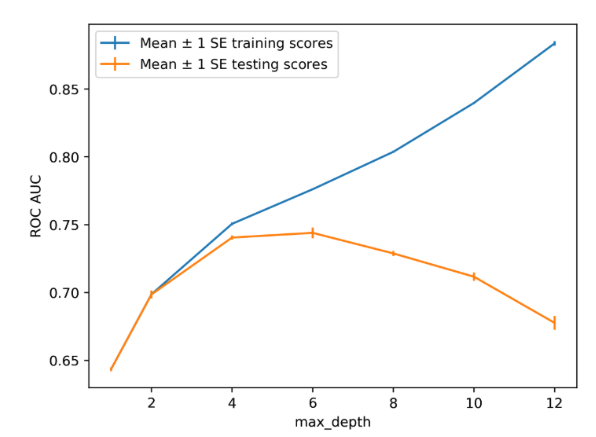 Mean ± 1 SE training scores
Mean ± 1 SE testing scores
0.85
0.80
0.75
0.70
0.65
ROC AUC
2 4 6 8 10 12
max_depth